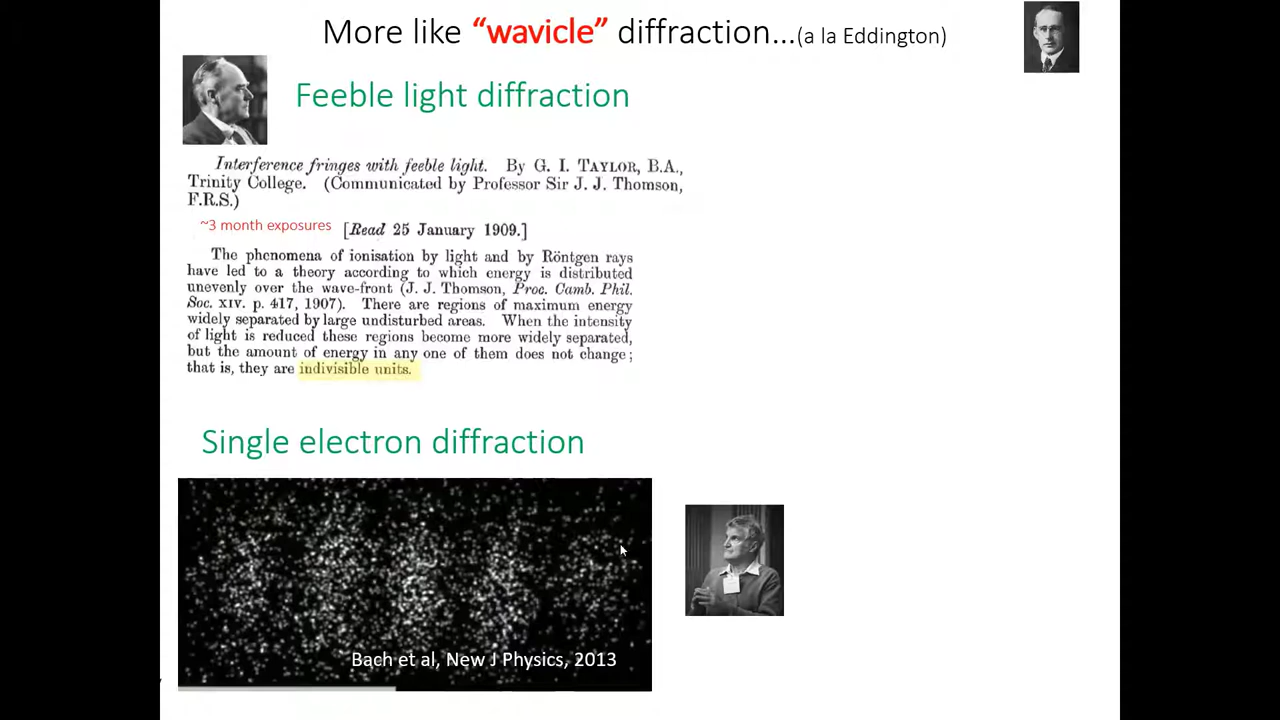 More like “wavicle” diffraction...(a la Eddington)
Feeble light diffraction
Interference fringes with feeble light. By G. I. TAYLOR, B.A.,
Trinity College. (Communicated by Professor Sir J. J. Thomson,
F.R.S.)
~3 month exposures [Read 25 January 1909.]
The phenomena of ionisation by light and by Röntgen rays
have led to a theory according to which energy is distributed
unevenly over the wave-front (J. J. Thomson, Proc. Camb. Phil.
Soc. XIV. p. 417, 1907). There are regions of maximum energy
widely separated by large undisturbed areas. When the intensity
of light is reduced these regions become more widely separated,
but the amount of energy in any one of them does not change;
that is, they are indivisible units.
Single electron diffraction
Bach et al, New J Physics, 2013